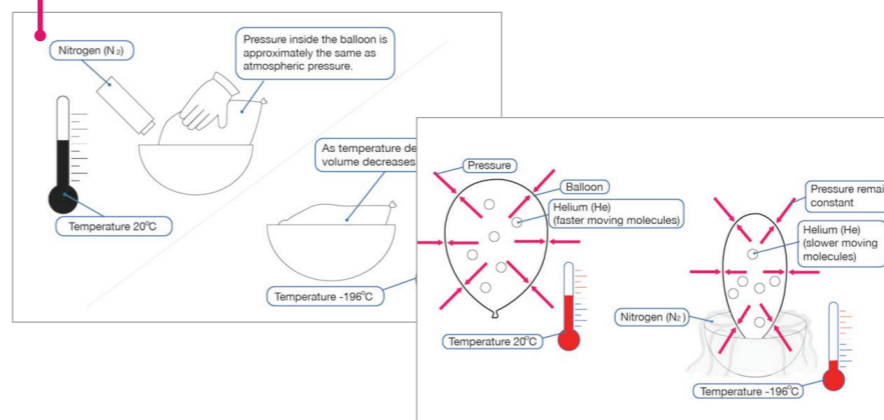 Nitrogen (N₂)
Pressure inside the balloon is
approximately the same as
atmospheric pressure.
Temperature 20°C
As temperature
volume decreases
Temperature -196°C
Pressure
Balloon
Helium (He)
(faster moving molecules)
Temperature 20°C
Pressure
constant
Helium (He)
(slower moving
molecules)
Nitrogen (N₂)
Temperature -196°C